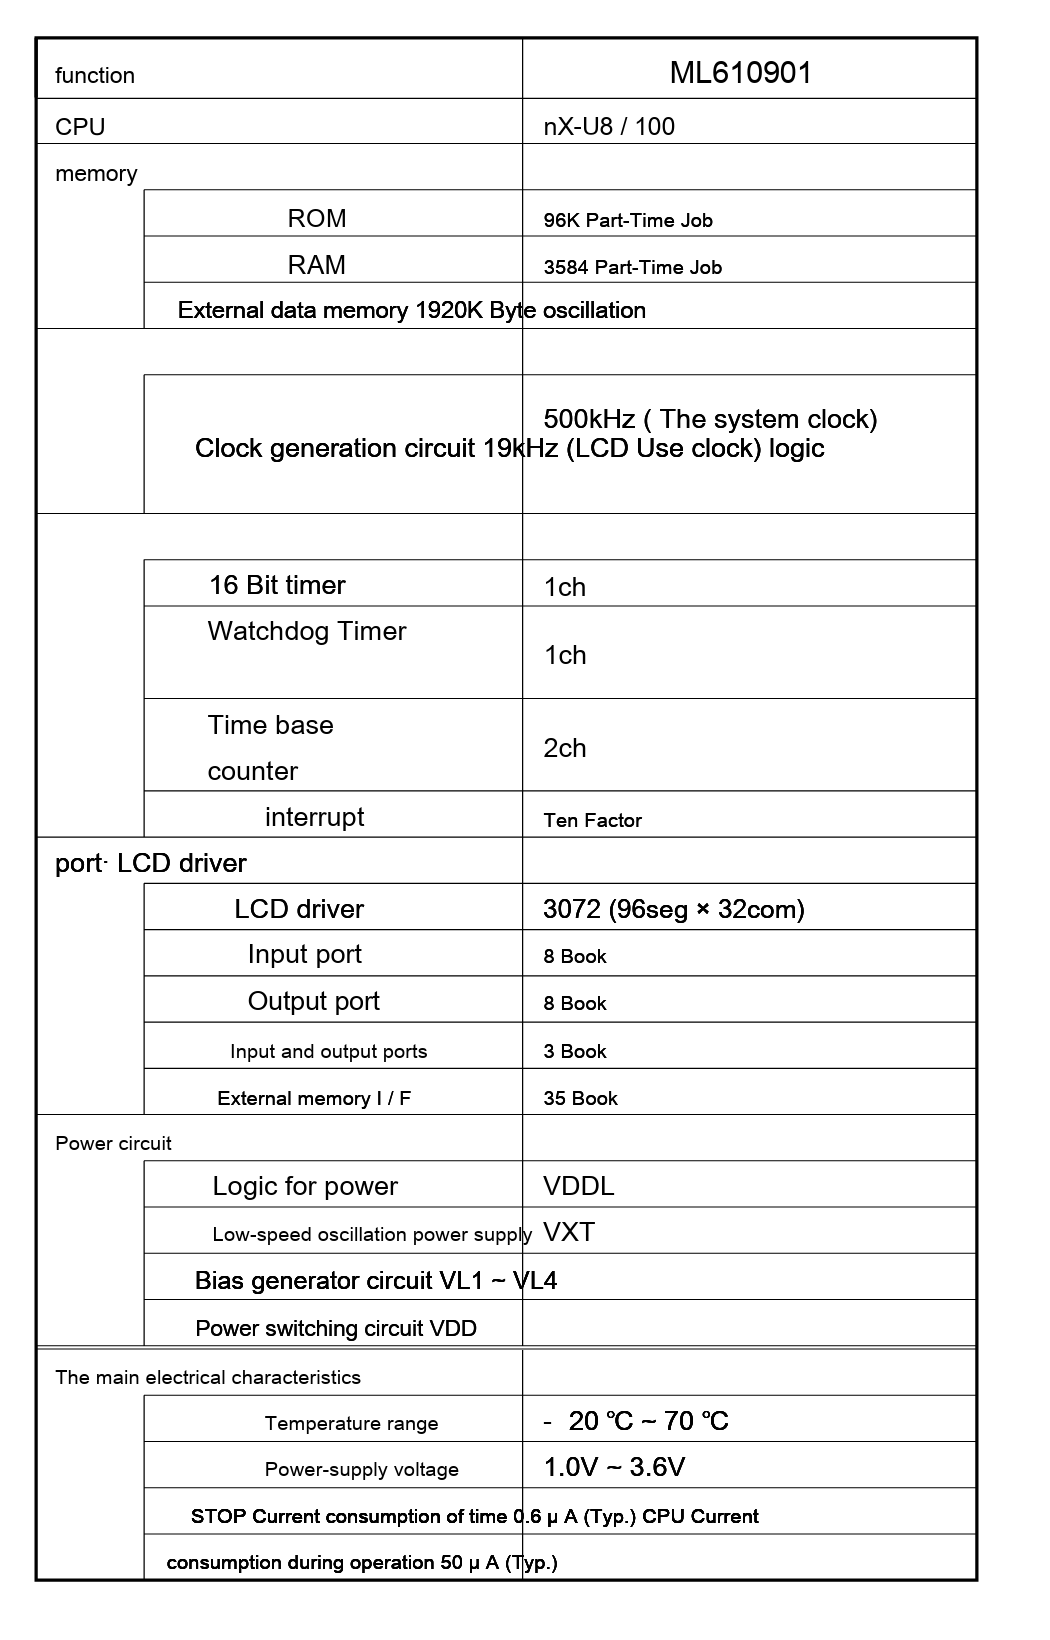 function ML610901
CPU nX-U8 / 100
memory
ROM 96K Part-Time Job
RAM 3584 Part-Time Job
External data memory 1920K Byte oscillation
500kHz ( The system clock)
Clock generation circuit 19kHz (LCD Use clock) logic
16 Bit timer 1ch
Watchdog Timer
1ch
Time base
2ch
counter
interrupt Ten Factor
port· LCD driver
LCD driver 3072 (96seg × 32com)
Input port 8 Book
Output port 8 Book
Input and output ports 3 Book
External memory I / F 35 Book
Power circuit
Logic for power VDDL
Low-speed oscillation power supply VXT
Bias generator circuit VL1 ~ VL4
Power switching circuit VDD
The main electrical characteristics
Temperature range - 20 ℃ ~ 70 ℃
Power-supply voltage 1.0V ~ 3.6V
STOP Current consumption of time 0.6 μ A (Typ.) CPU Current
consumption during operation 50 μ A (Typ.)